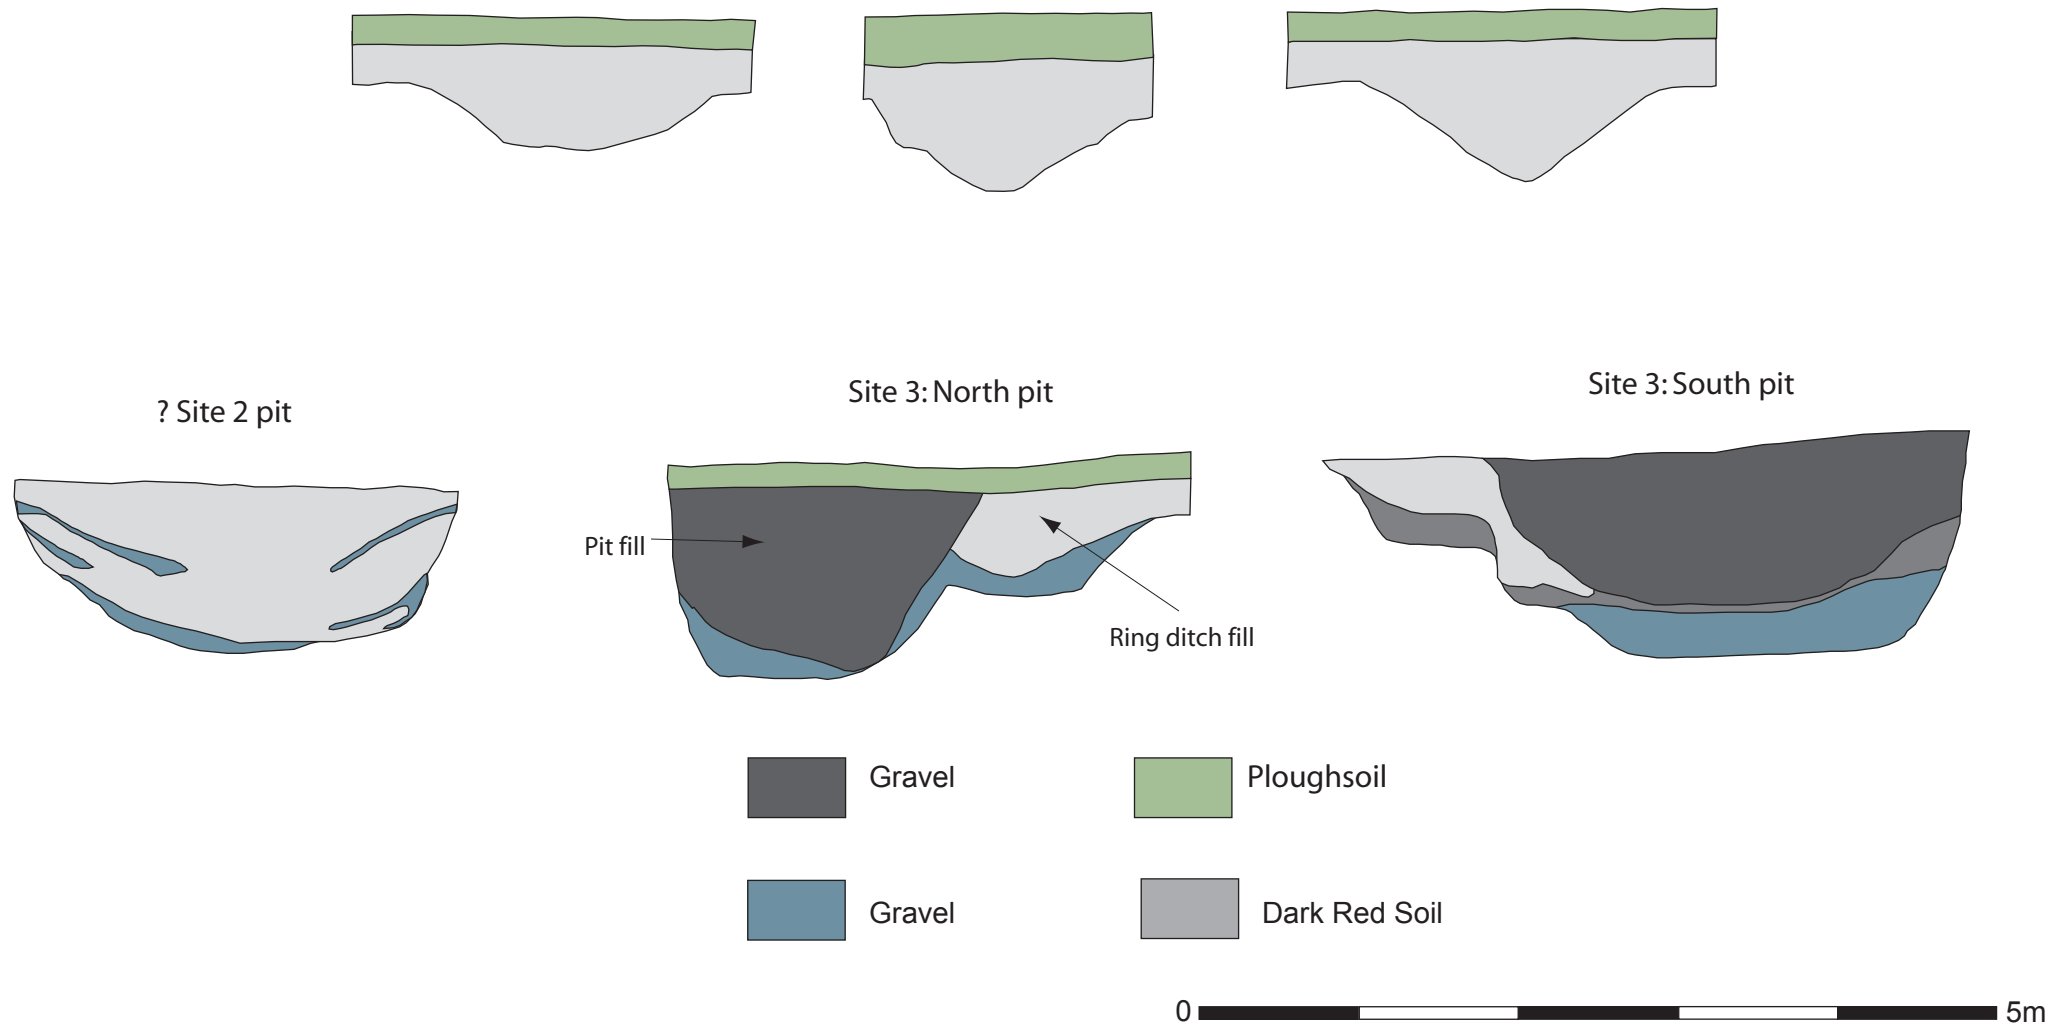 ? Site 2 pit
Site 3: North pit
Site 3: South pit
Pit fill
Ring ditch fill
Gravel
Ploughsoil
Gravel
Dark Red Soil
0
5m